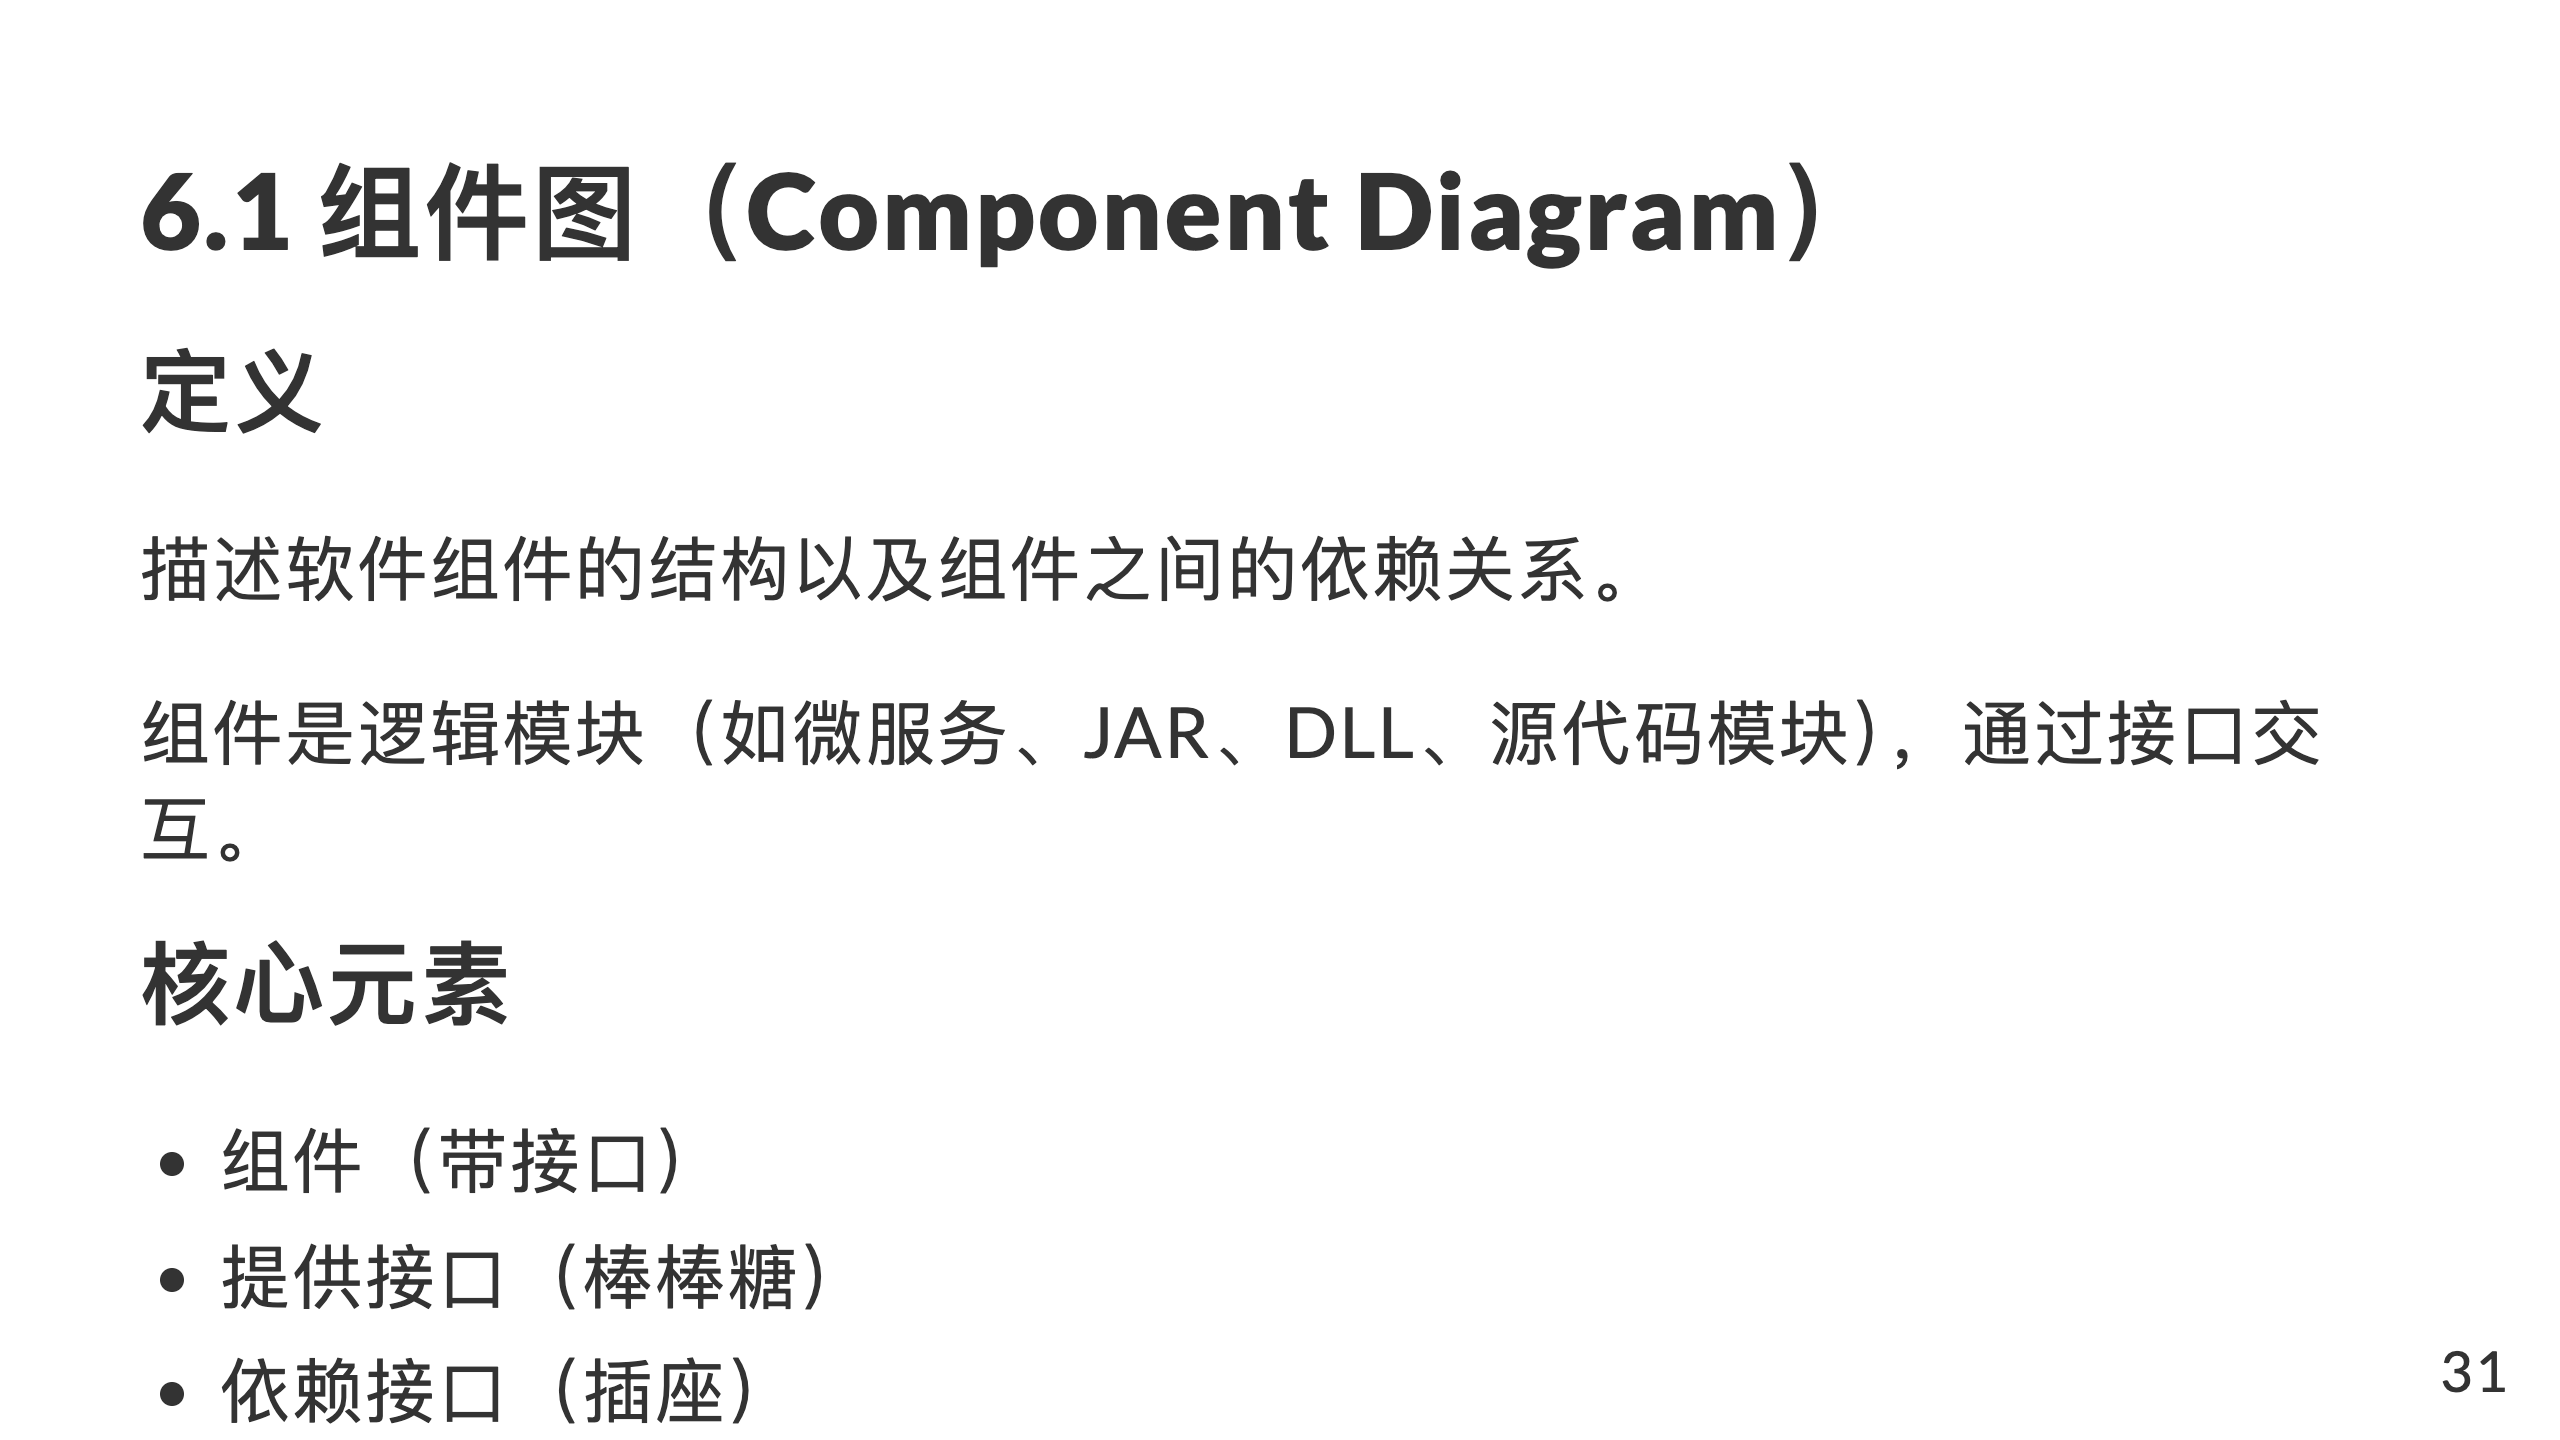 6.1 组件图（Component Diagram）
定义
描述软件组件的结构以及组件之间的依赖关系。
组件是逻辑模块（如微服务、JAR、DLL、源代码模块），通过接口交
互。
核心元素
• 组件（带接口）
• 提供接口（棒棒糖）
• 依赖接口（插座）
31